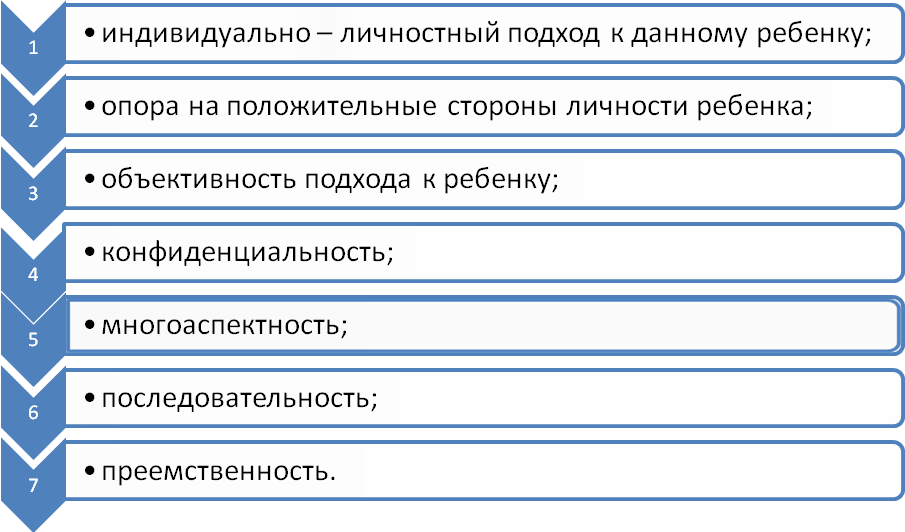 1
• индивидуально – личностный подход к данному ребенку;
2
• опора на положительные стороны личности ребенка;
3
• объективность подхода к ребенку;
4
• конфиденциальность;
5
• многоаспектность;
6
• последовательность;
7
• преемственность.